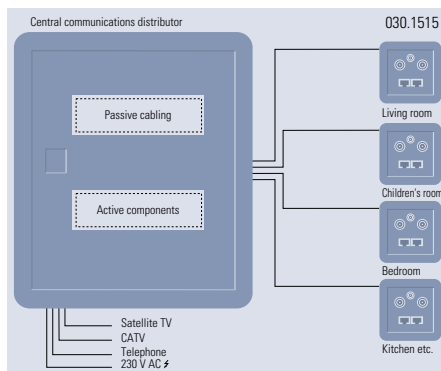 Central communications distributor
030.1515
Passive cabling
Active components
Living room
Children's room
Bedroom
Kitchen etc.
Satellite TV
CATV
Telephone
230 V AC ⚡